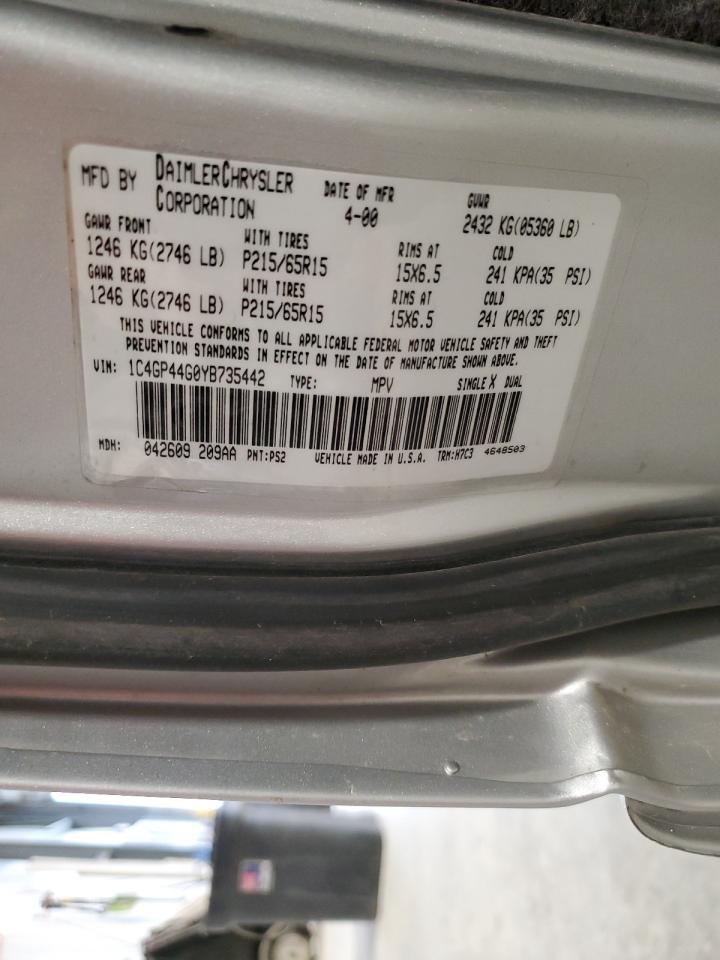 MFD BY DAIMLERCHRYSLER CORPORATION DATE OF MFR 4-00 GVWR 2432 KG(05360 LB)
GAWR FRONT WITH TIRES RIMS AT COLD
1246 KG(2746 LB) P215/65R15 15X6.5 241 KPA(35 PSI)
GAWR REAR WITH TIRES RIMS AT COLD
1246 KG(2746 LB) P215/65R15 15X6.5 241 KPA(35 PSI)
THIS VEHICLE CONFORMS TO ALL APPLICABLE FEDERAL MOTOR VEHICLE SAFETY AND THEFT
PREVENTION STANDARDS IN EFFECT ON THE DATE OF MANUFACTURE SHOWN ABOVE.
VIN: 1C4GP44G0YB735442 TYPE: MPV SINGLE X DUAL
MDH: 042609 209AA PNT:PS2 VEHICLE MADE IN U.S.A. TRM:H7C3 4648503